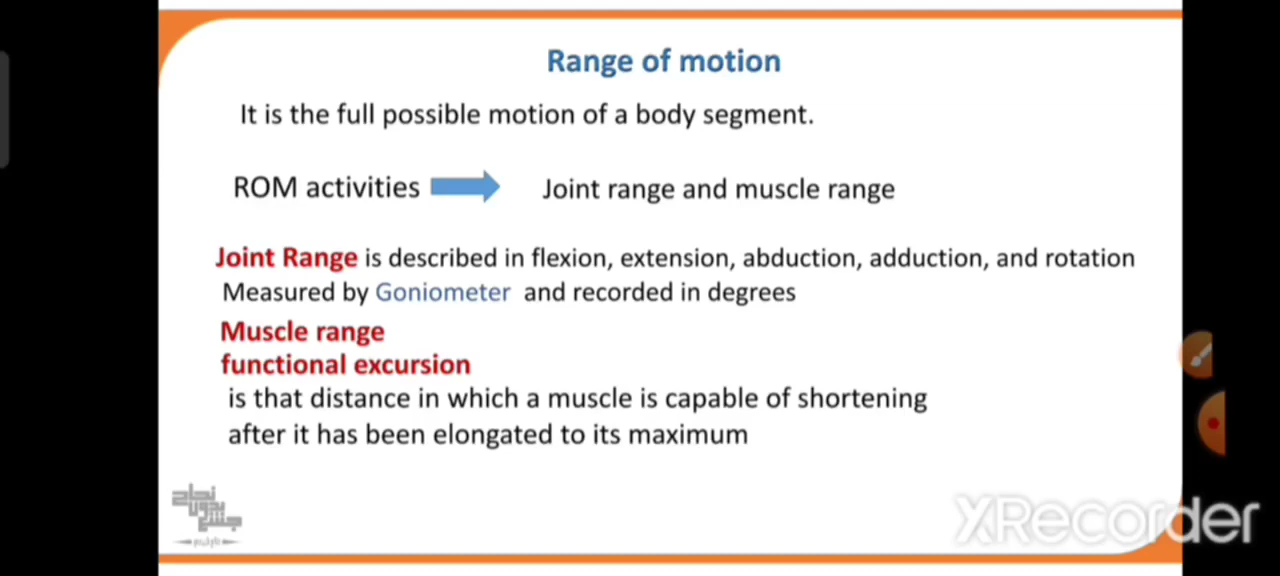 Range of motion
It is the full possible motion of a body segment.
ROM activities
Joint range and muscle range
Joint Range is described in flexion, extension, abduction, adduction, and rotation
Measured by Goniometer and recorded in degrees
Muscle range
functional excursion
is that distance in which a muscle is capable of shortening
after it has been elongated to its maximum
XRecorder